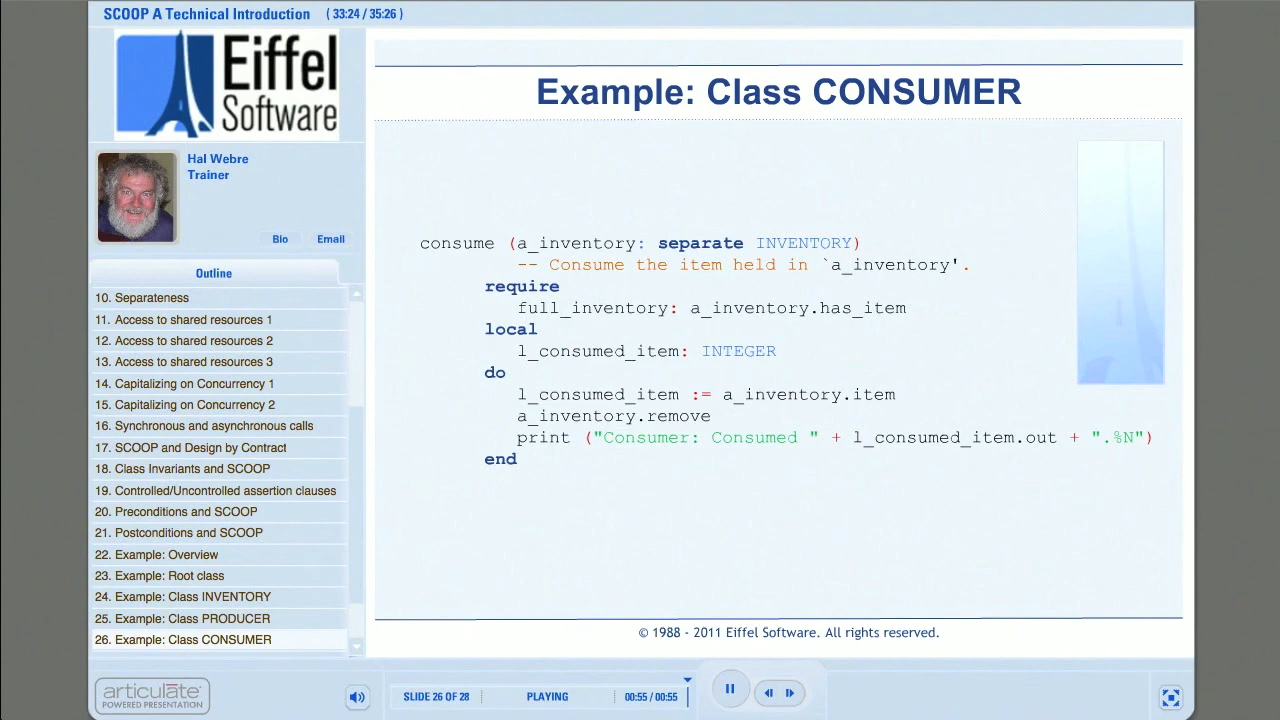 SCOOP A Technical Introduction ( 33:24 / 35:26 )
Eiffel
Software
Hal Webre
Trainer
Bio Email
Outline
10. Separateness
11. Access to shared resources 1
12. Access to shared resources 2
13. Access to shared resources 3
14. Capitalizing on Concurrency 1
15. Capitalizing on Concurrency 2
16. Synchronous and asynchronous calls
17. SCOOP and Design by Contract
18. Class Invariants and SCOOP
19. Controlled/Uncontrolled assertion clauses
20. Preconditions and SCOOP
21. Postconditions and SCOOP
22. Example: Overview
23. Example: Root class
24. Example: Class INVENTORY
25. Example: Class PRODUCER
26. Example: Class CONSUMER
Example: Class CONSUMER
consume (a_inventory: separate INVENTORY)
-- Consume the item held in `a_inventory'.
require
full_inventory: a_inventory.has_item
local
l_consumed_item: INTEGER
do
l_consumed_item := a_inventory.item
a_inventory.remove
print ("Consumer: Consumed " + l_consumed_item.out + ".%N")
end
© 1988 - 2011 Eiffel Software. All rights reserved.
articulate
POWERED PRESENTATION
SLIDE 26 OF 28 PLAYING 00:55 / 00:55